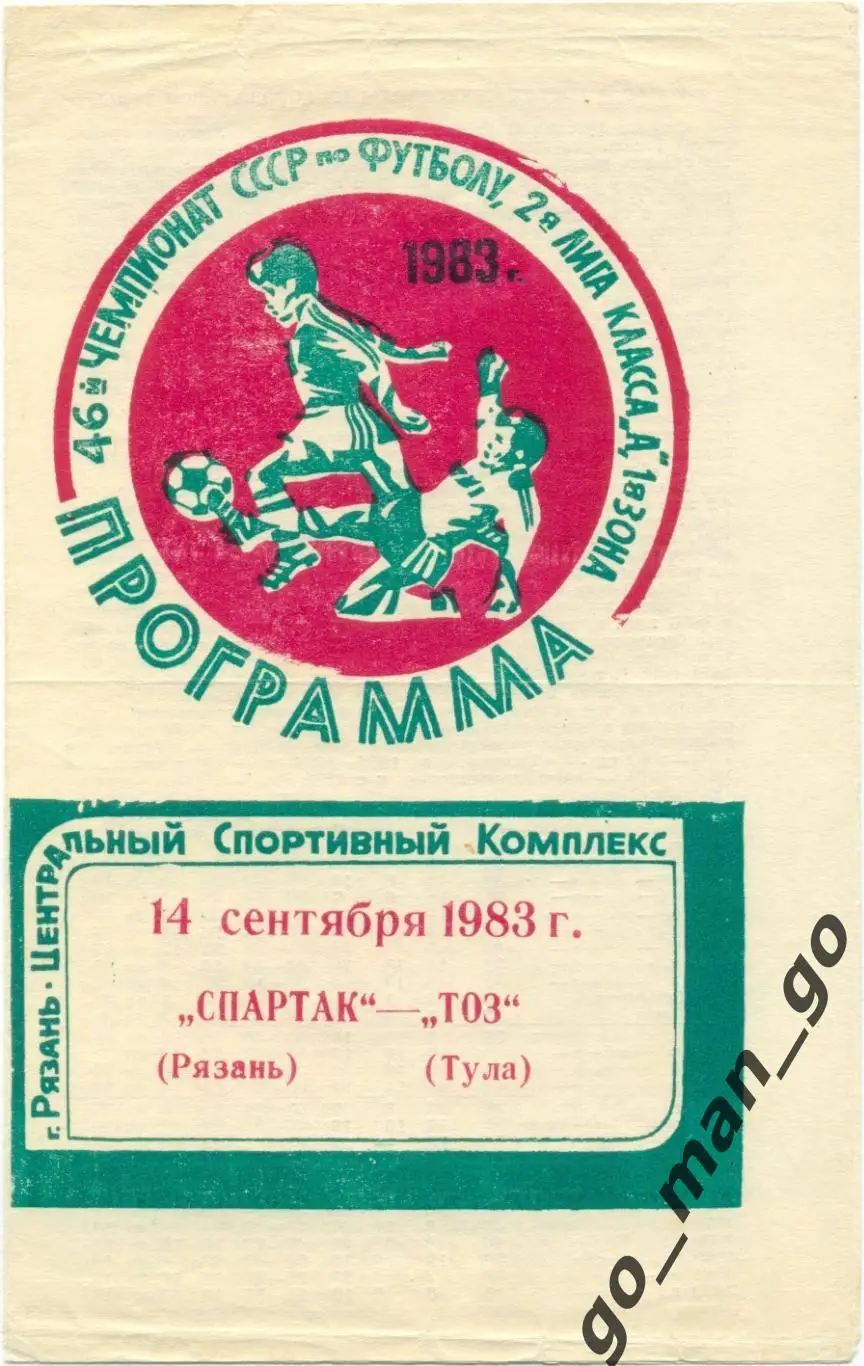 46й ЧЕМПИОНАТ СССР по ФУТБОЛУ, 2я ЛИГА КЛАССА „А” 1я ЗОНА
1983 г.
ПРОГРАММА
г. Рязань · Центральный Спортивный Комплекс
14 сентября 1983 г.
„СПАРТАК“—„ТОЗ“
(Рязань) (Тула)
go_man_go